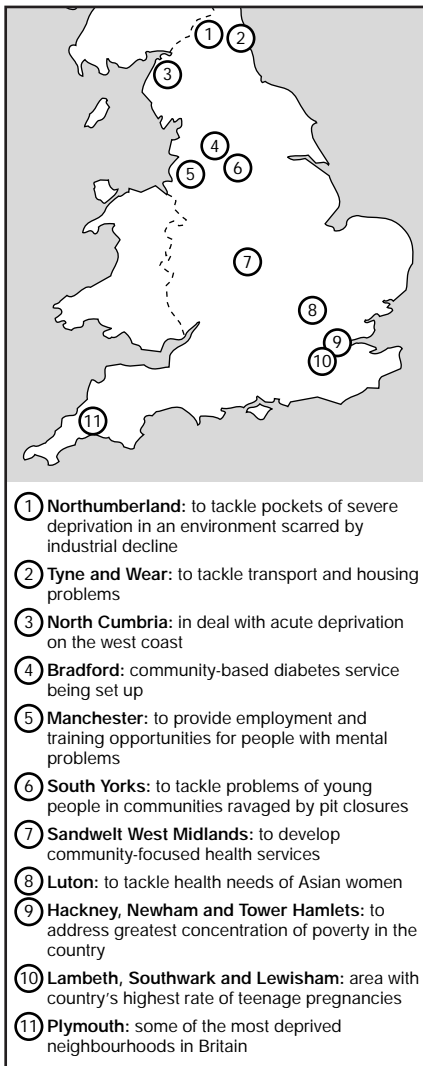 1
2
3
4
5
6
7
8
9
10
11
1 Northumberland: to tackle pockets of severe
deprivation in an environment scarred by
industrial decline
2 Tyne and Wear: to tackle transport and housing
problems
3 North Cumbria: in deal with acute deprivation
on the west coast
4 Bradford: community-based diabetes service
being set up
5 Manchester: to provide employment and
training opportunities for people with mental
problems
6 South Yorks: to tackle problems of young
people in communities ravaged by pit closures
7 Sandwelt West Midlands: to develop
community-focused health services
8 Luton: to tackle health needs of Asian women
9 Hackney, Newham and Tower Hamlets: to
address greatest concentration of poverty in the
country
10 Lambeth, Southwark and Lewisham: area with
country's highest rate of teenage pregnancies
11 Plymouth: some of the most deprived
neighbourhoods in Britain